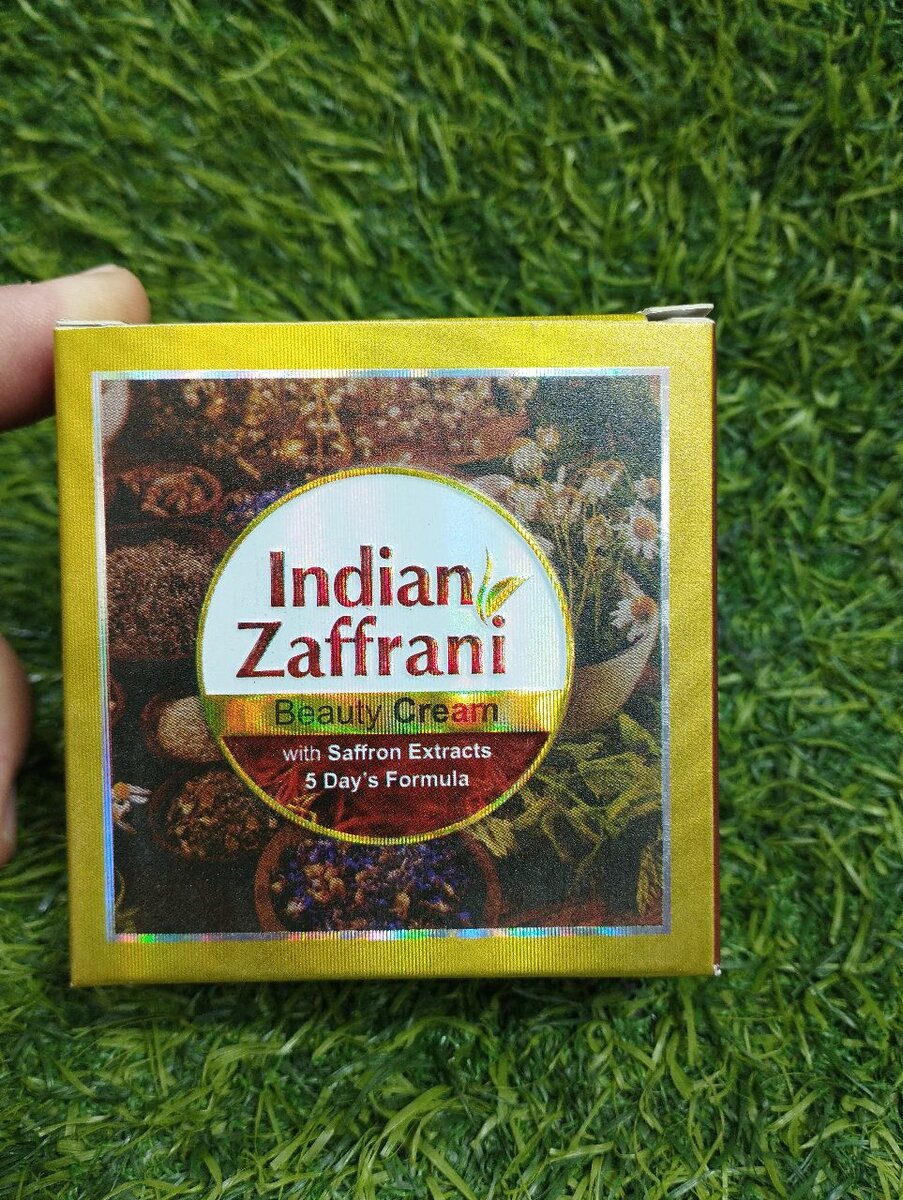 Indian
Zaffrani
Beauty Cream
with Saffron Extracts
5 Day's Formula